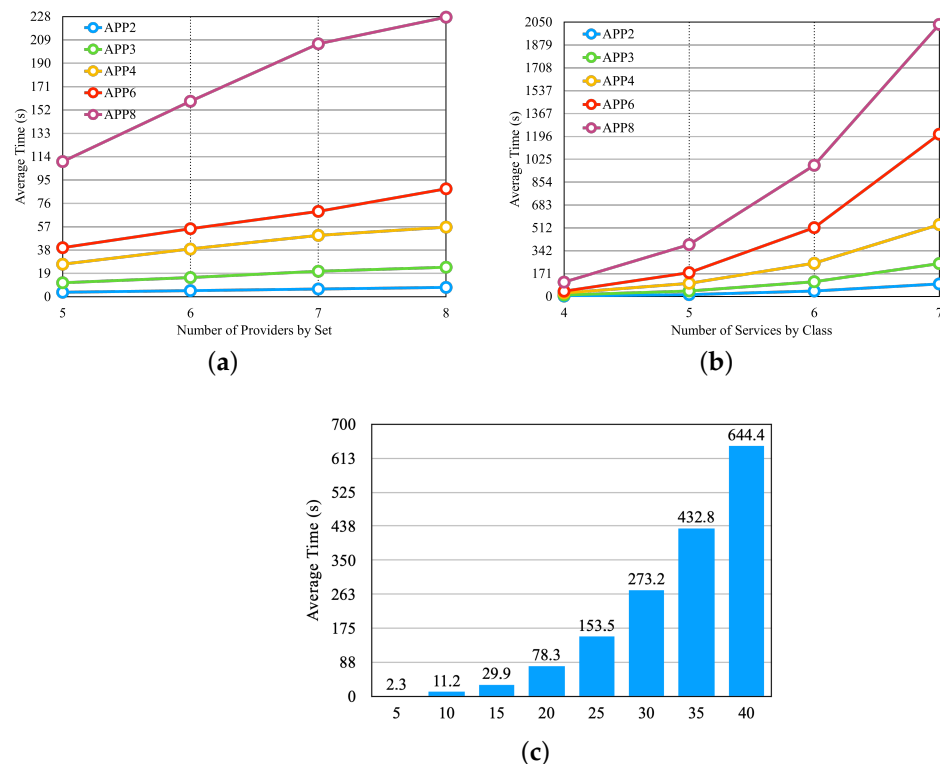 228
209
190
171
152
133
114
95
76
57
38
19
0
Average Time (s)
APP2
APP3
APP4
APP6
APP8
5 6 7 8
Number of Providers by Set
(a)
2050
1879
1708
1537
1367
1196
1025
854
683
512
342
171
0
Average Time (s)
APP2
APP3
APP4
APP6
APP8
4 5 6 7
Number of Services by Class
(b)
700
613
525
438
350
263
175
88
0
Average Time (s)
2.3 11.2 29.9 78.3 153.5 273.2 432.8 644.4
5 10 15 20 25 30 35 40
(c)